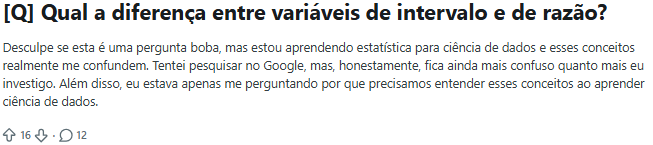 [Q] Qual a diferença entre variáveis de intervalo e de razão?
Desculpe se esta é uma pergunta boba, mas estou aprendendo estatística para ciência de dados e esses conceitos
realmente me confundem. Tentei pesquisar no Google, mas, honestamente, fica ainda mais confuso quanto mais eu
investigo. Além disso, eu estava apenas me perguntando por que precisamos entender esses conceitos ao aprender
ciência de dados.
16 · 12